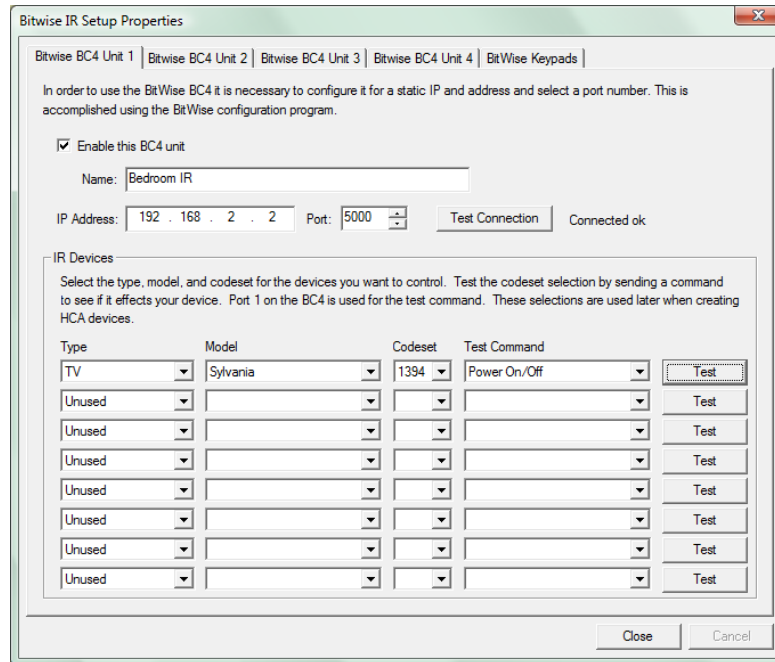 Bitwise IR Setup Properties
Bitwise BC4 Unit 1 Bitwise BC4 Unit 2 Bitwise BC4 Unit 3 Bitwise BC4 Unit 4 BitWise Keypads
In order to use the BitWise BC4 it is necessary to configure it for a static IP and address and select a port number. This is
accomplished using the BitWise configuration program.
Enable this BC4 unit
Name: Bedroom IR
IP Address: 192 . 168 . 2 . 2 Port: 5000 Test Connection Connected ok
IR Devices
Select the type, model, and codeset for the devices you want to control. Test the codeset selection by sending a command
to see if it effects your device. Port 1 on the BC4 is used for the test command. These selections are used later when creating
HCA devices.
Type Model Codeset Test Command
TV Sylvania 1394 Power On/Off Test
Unused Test
Unused Test
Unused Test
Unused Test
Unused Test
Unused Test
Unused Test
Close Cancel